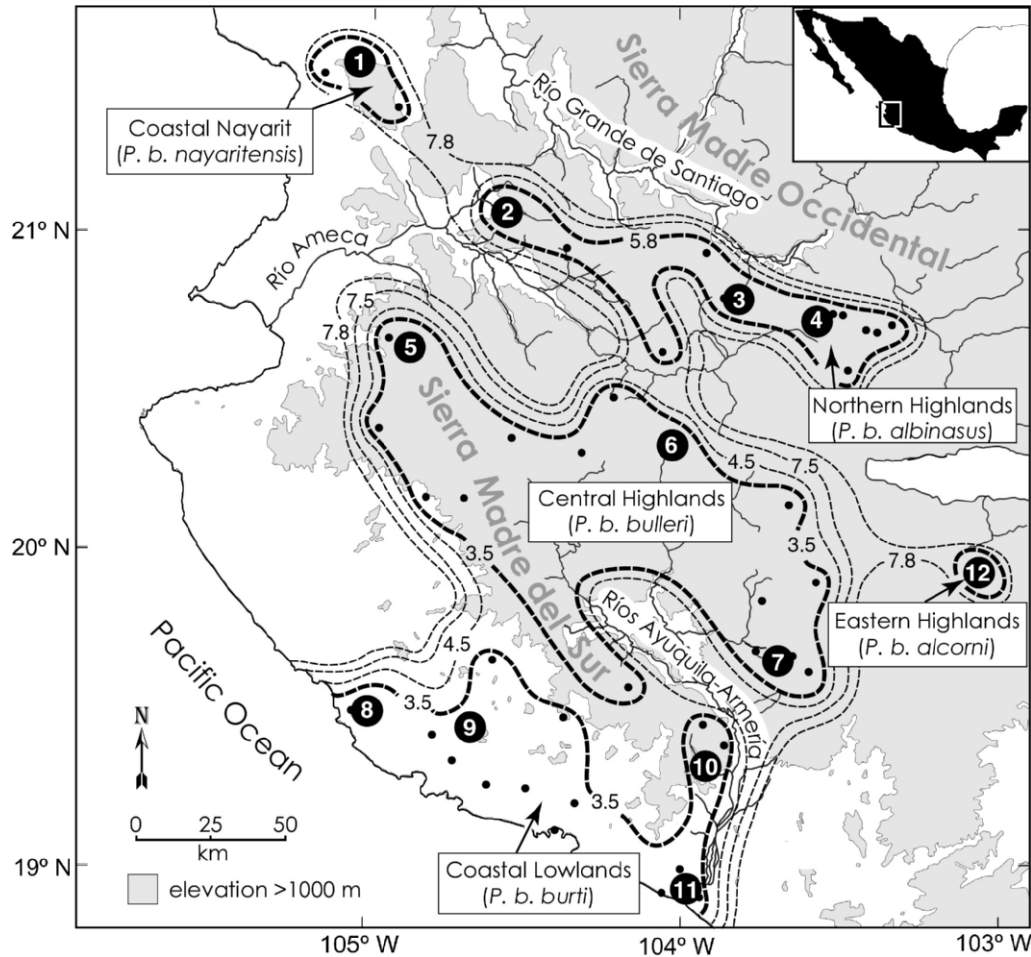 1
Coastal Nayarit
(P. b. nayaritensis)
7.8
Sierra Madre Occidental
Río Grande de Santiago
21° N
2
5.8
Río Ameca
3
4
7.5
7.8
5
Northern Highlands
(P. b. albinasus)
Sierra Madre del Sur
6
4.5
7.5
Central Highlands
(P. b. bulleri)
3.5
3.5
20° N
7.8
12
Eastern Highlands
(P. b. alcorni)
Ríos Ayuquila-Armería
7
4.5
Pacific Ocean
3.5
8
9
10
N
3.5
0 25 50
km
19° N
Coastal Lowlands
(P. b. burti)
11
elevation >1000 m
105° W
104° W
103° W